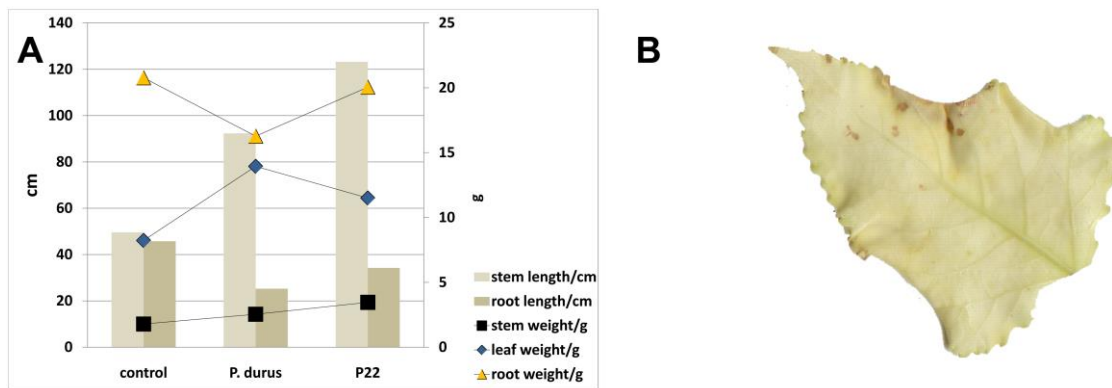 A
140
120
100
80
60
40
20
0
cm
25
20
15
10
5
0
g
control
P. durus
P22
stem length/cm
root length/cm
stem weight/g
leaf weight/g
root weight/g
B